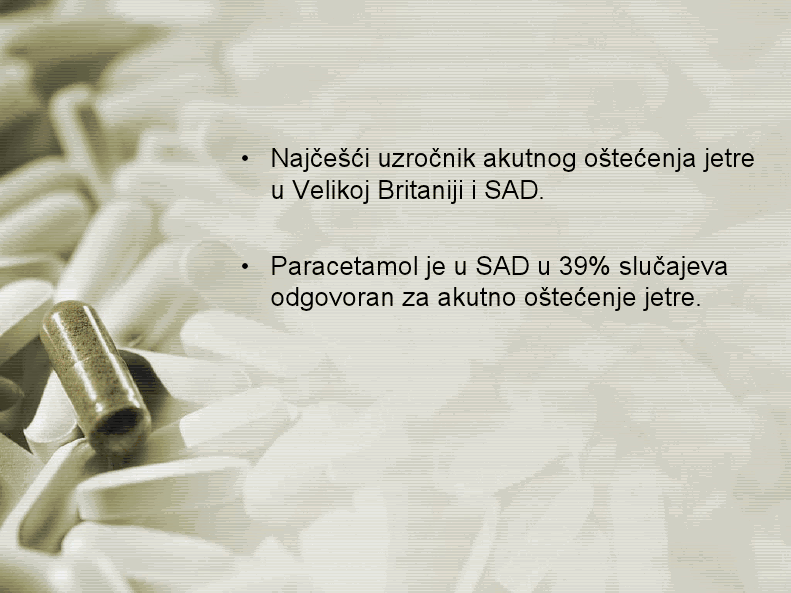 • Najčešći uzročnik akutnog oštećenja jetre
u Velikoj Britaniji i SAD.
• Paracetamol je u SAD u 39% slučajeva
odgovoran za akutno oštećenje jetre.